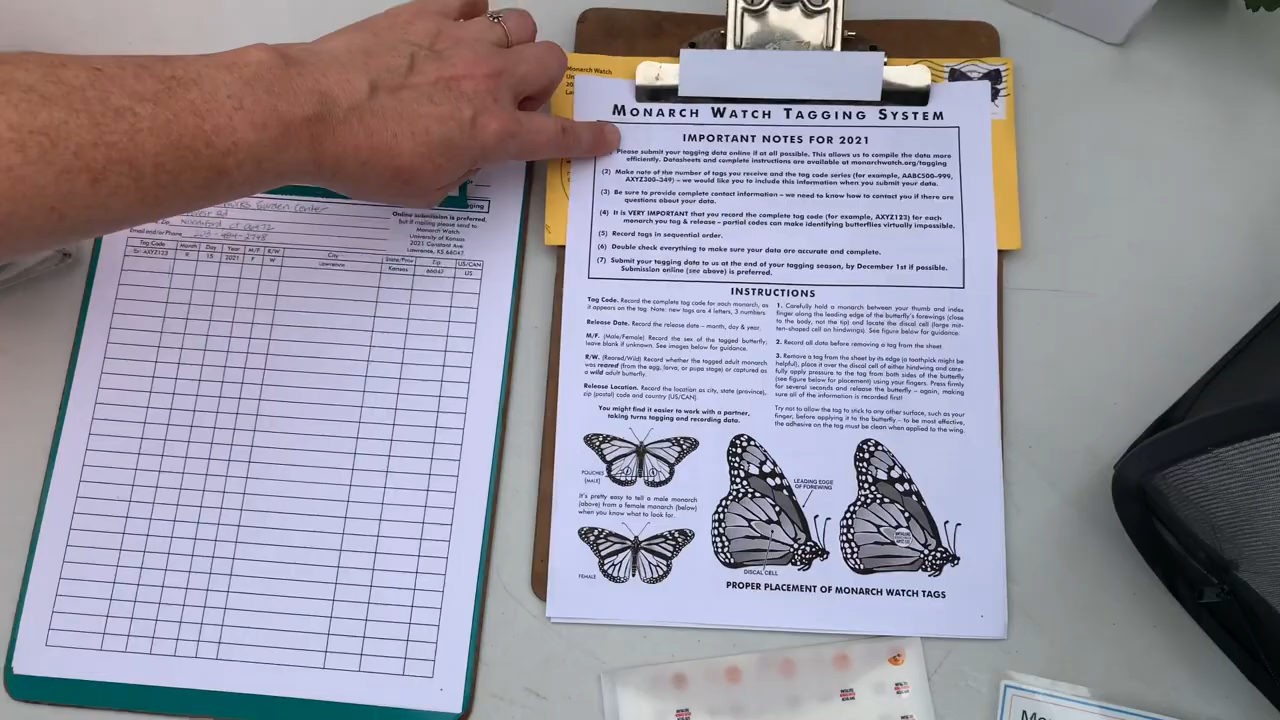 Monarch Watch
MONARCH WATCH TAGGING SYSTEM
IMPORTANT NOTES FOR 2021
Please submit your tagging data online if at all possible. This allows us to compile the data more
efficiently. Datasheets and complete instructions are available at monarchwatch.org/tagging
(2) Make note of the number of tags you receive and the tag code series (for example, AABC500–999,
AXYZ300–349) – we would like you to include this information when you submit your data.
(3) Be sure to provide complete contact information – we need to know how to contact you if there are
questions about your data.
(4) It is VERY IMPORTANT that you record the complete tag code (for example, AXYZ123) for each
monarch you tag & release – partial codes can make identifying butterflies virtually impossible.
(5) Record tags in sequential order.
(6) Double check everything to make sure your data are accurate and complete.
(7) Submit your tagging data to us at the end of your tagging season, by December 1st if possible.
Submission online (see above) is preferred.
INSTRUCTIONS
Tag Code. Record the complete tag code for each monarch, as
it appears on the tag. Note: new tags are 4 letters, 3 numbers
Release Date. Record the release date – month, day & year.
M/F. (Male/Female) Record the sex of the tagged butterfly;
leave blank if unknown. See images below for guidance.
R/W. (Reared/Wild) Record whether the tagged adult monarch
was reared (from the egg, larva, or pupa stage) or captured as
a wild adult butterfly.
Release Location. Record the location as city, state (province),
zip (postal) code and country (US/CAN).
You might find it easier to work with a partner,
taking turns tagging and recording data.
1. Carefully hold a monarch between your thumb and index
finger along the leading edge of the butterfly's forewings (close
to the body, not the tip) and locate the discal cell (large mit-
ten-shaped cell on hindwings). See figure below for guidance.
2. Record all data before removing a tag from the sheet.
3. Remove a tag from the sheet by its edge (a toothpick might be
helpful), place it over the discal cell of either hindwing and care-
fully apply pressure to the tag from both sides of the butterfly
(see figure below for placement) using your fingers. Press firmly
for several seconds and release the butterfly – again, making
sure all of the information is recorded first!
Try not to allow the tag to stick to any other surface, such as your
finger, before applying it to the butterfly – to be most effective,
the adhesive on the tag must be clean when applied to the wing.
POUCHES
(MALE)
It's pretty easy to tell a male monarch
(above) from a female monarch (below)
when you know what to look for.
FEMALE
LEADING EDGE
OF FOREWING
DISCAL CELL
PROPER PLACEMENT OF MONARCH WATCH TAGS
Garden Center
Email and/or Phone
Online submission is preferred,
but if mailing please send to:
Monarch Watch
University of Kansas
2021 Constant Ave
Lawrence, KS 66047
Tag Code Month Day Year M/F R/W City State/Prov Zip US/CAN
Ex: AXYZ123 8 15 2021 F W Lawrence Kansas 66047 US